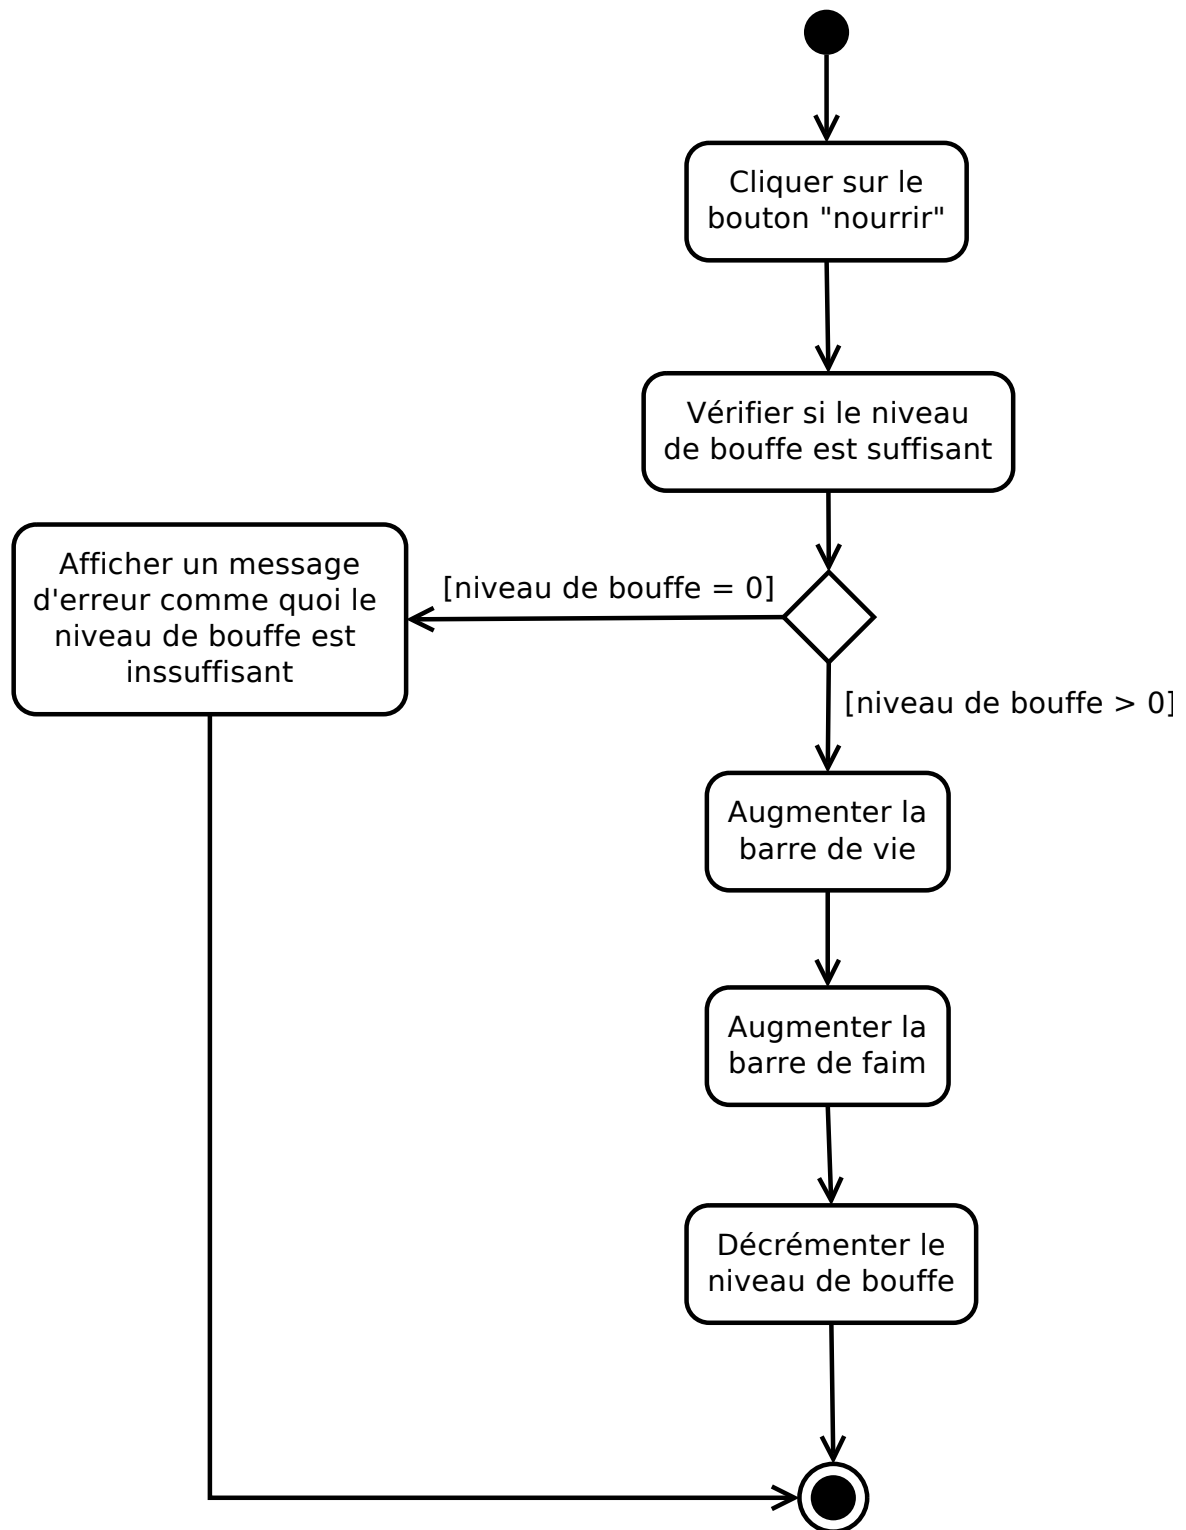 Cliquer sur le
bouton "nourrir"
Vérifier si le niveau
de bouffe est suffisant
Afficher un message
d'erreur comme quoi le
niveau de bouffe est
inssuffisant
[niveau de bouffe = 0]
[niveau de bouffe > 0]
Augmenter la
barre de vie
Augmenter la
barre de faim
Décrémenter le
niveau de bouffe